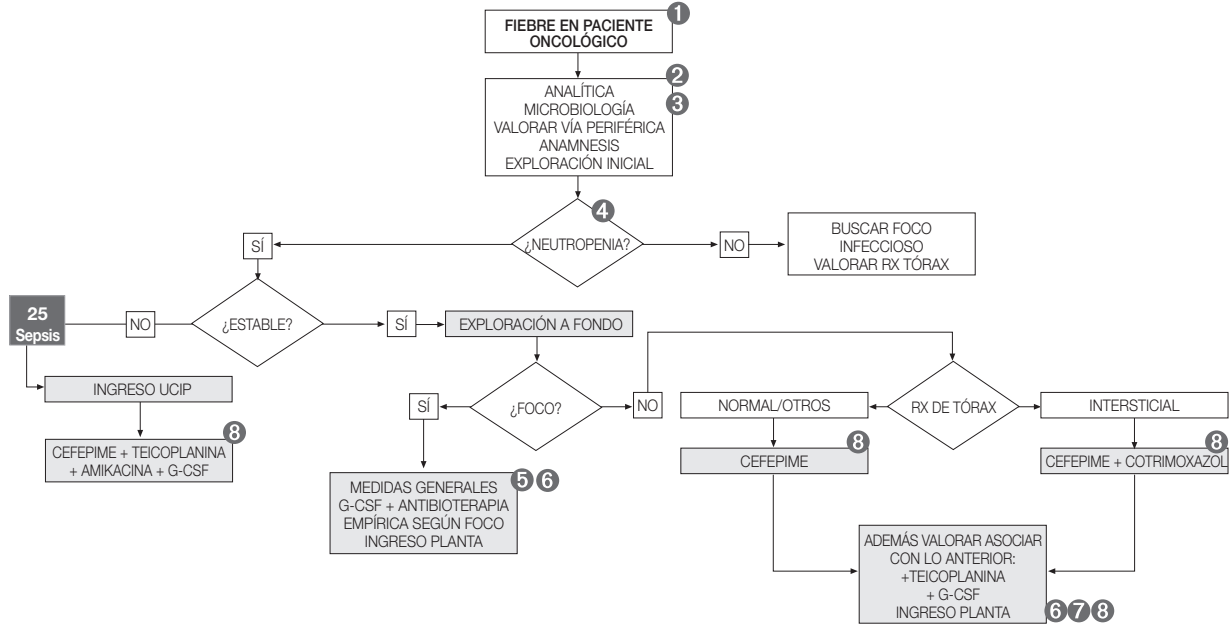 1
FIEBRE EN PACIENTE
ONCOLÓGICO
2
3
ANALÍTICA
MICROBIOLOGÍA
VALORAR VÍA PERIFÉRICA
ANAMNESIS
EXPLORACIÓN INICIAL
4
¿NEUTROPENIA?
SÍ
NO
BUSCAR FOCO
INFECCIOSO
VALORAR RX TÓRAX
25
Sepsis
NO
¿ESTABLE?
SÍ
EXPLORACIÓN A FONDO
INGRESO UCIP
8
CEFEPIME + TEICOPLANINA
+ AMIKACINA + G-CSF
SÍ
¿FOCO?
NO
5 6
MEDIDAS GENERALES
G-CSF + ANTIBIOTERAPIA
EMPÍRICA SEGÚN FOCO
INGRESO PLANTA
NORMAL/OTROS
RX DE TÓRAX
INTERSTICIAL
8
CEFEPIME
8
CEFEPIME + COTRIMOXAZOL
ADEMÁS VALORAR ASOCIAR
CON LO ANTERIOR:
+TEICOPLANINA
+ G-CSF
INGRESO PLANTA
6 7 8